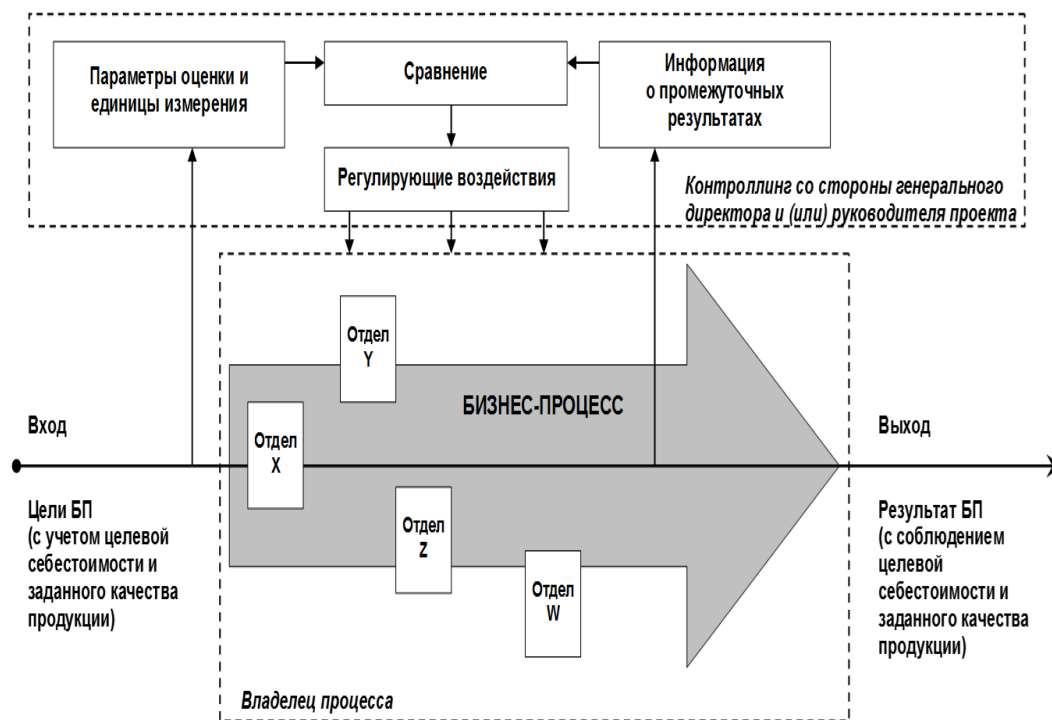 Параметры оценки и
единицы измерения
Сравнение
Информация
о промежуточных
результатах
Регулирующие воздействия
Контроллинг со стороны генерального
директора и (или) руководителя проекта
Отдел
Y
БИЗНЕС-ПРОЦЕСС
Вход
Отдел
X
Выход
Цели БП
(с учетом целевой
себестоимости и
заданного качества
продукции)
Отдел
Z
Отдел
W
Результат БП
(с соблюдением
целевой
себестоимости и
заданного качества
продукции)
Владелец процесса